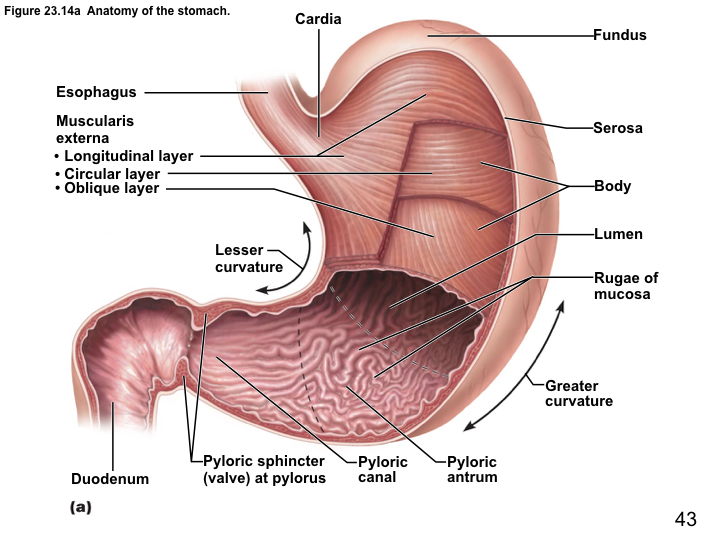 Figure 23.14a  Anatomy of the stomach.
Cardia
Fundus
Esophagus
Muscularis
externa
• Longitudinal layer
• Circular layer
• Oblique layer
Serosa
Body
Lumen
Lesser
curvature
Rugae of
mucosa
Greater
curvature
Duodenum
Pyloric sphincter
(valve) at pylorus
Pyloric
canal
Pyloric
antrum
(a)
43